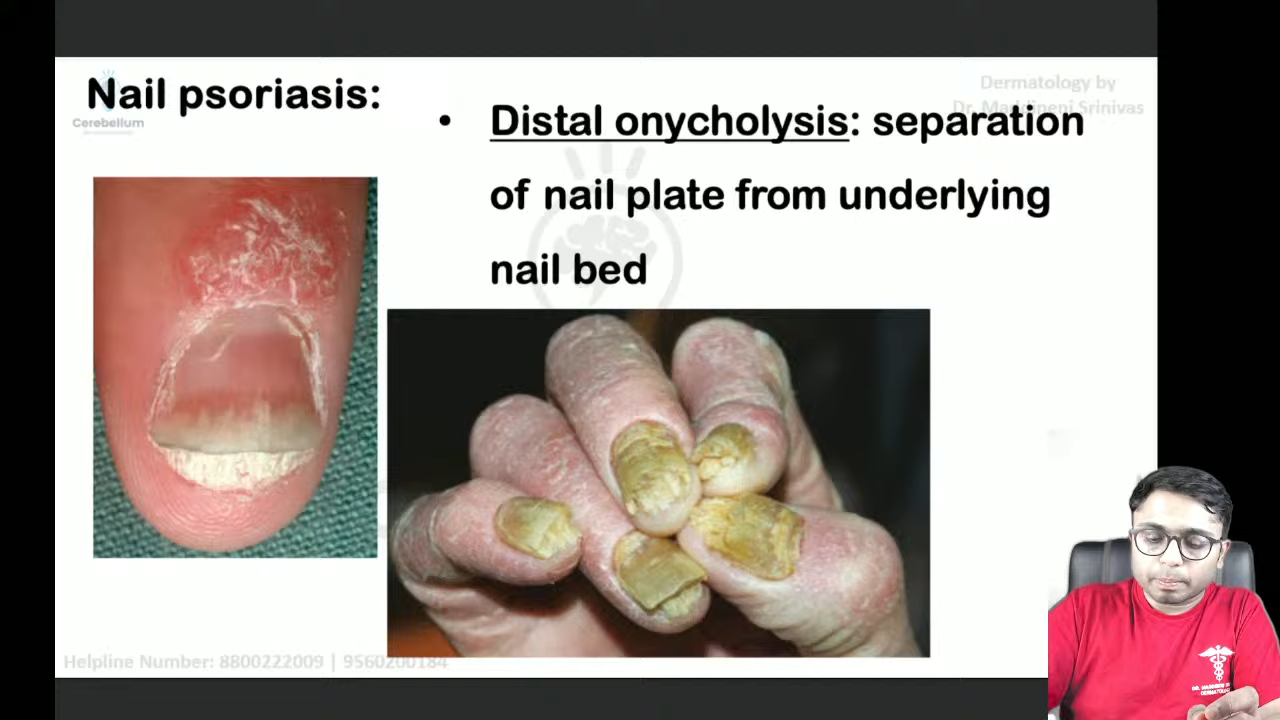 Nail psoriasis:
Cerebellum
Dermatology by
Dr. Maddineni Srinivas
• Distal onycholysis: separation
of nail plate from underlying
nail bed
Helpline Number: 8800222009 | 9560200184